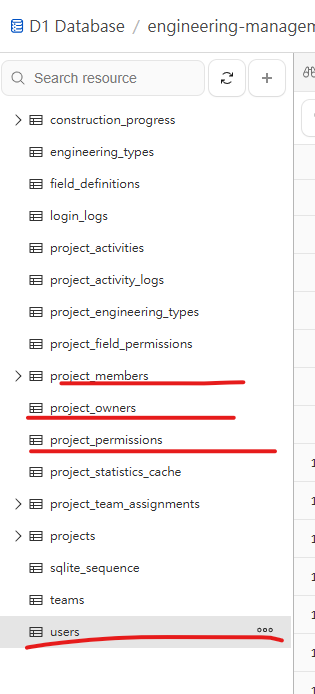 D1 Database / engineering-managem
Search resource
construction_progress
engineering_types
field_definitions
login_logs
project_activities
project_activity_logs
project_engineering_types
project_field_permissions
project_members
project_owners
project_permissions
project_statistics_cache
project_team_assignments
projects
sqlite_sequence
teams
users